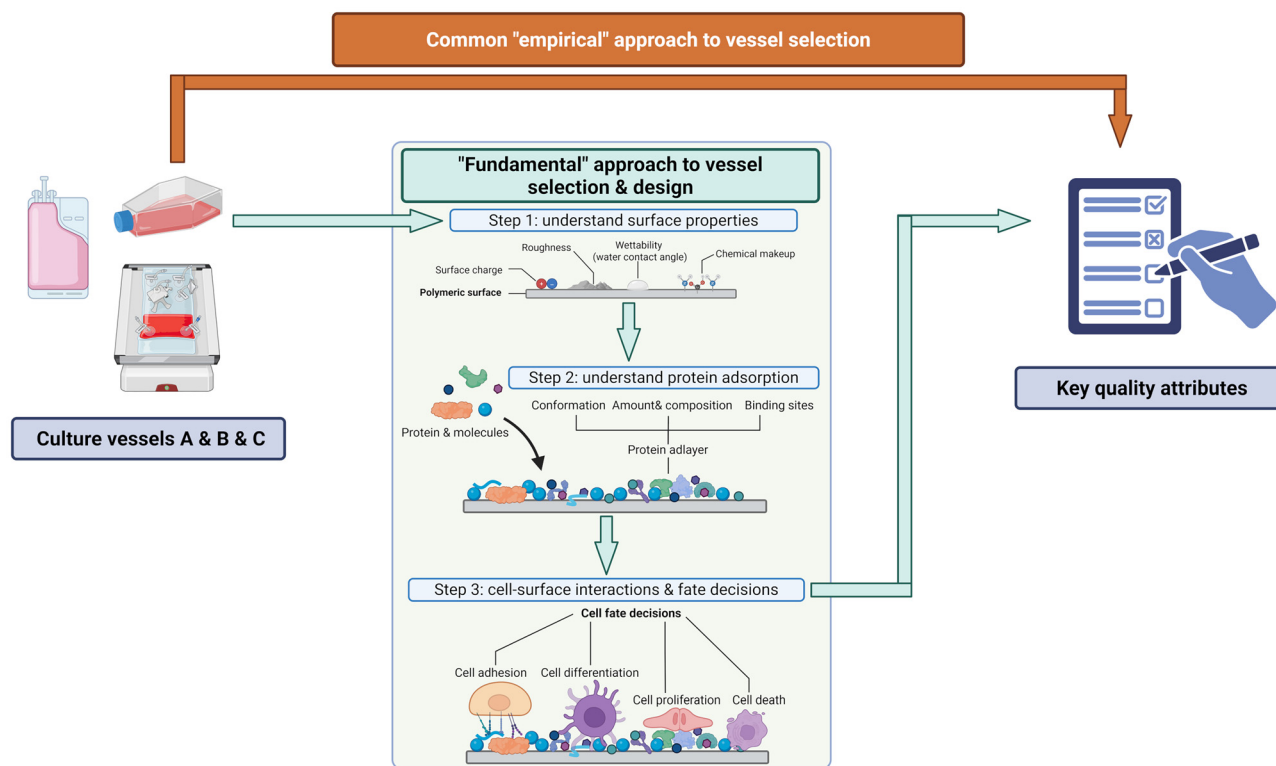 Common "empirical" approach to vessel selection
"Fundamental" approach to vessel
selection & design
Step 1: understand surface properties
Roughness
Wettability
(water contact angle)
Chemical makeup
Surface charge
Polymeric surface
+
−
Step 2: understand protein adsorption
Conformation
Amount& composition
Binding sites
Protein & molecules
Protein adlayer
Step 3: cell-surface interactions & fate decisions
Cell fate decisions
Cell adhesion
Cell differentiation
Cell proliferation
Cell death
Culture vessels A & B & C
Key quality attributes